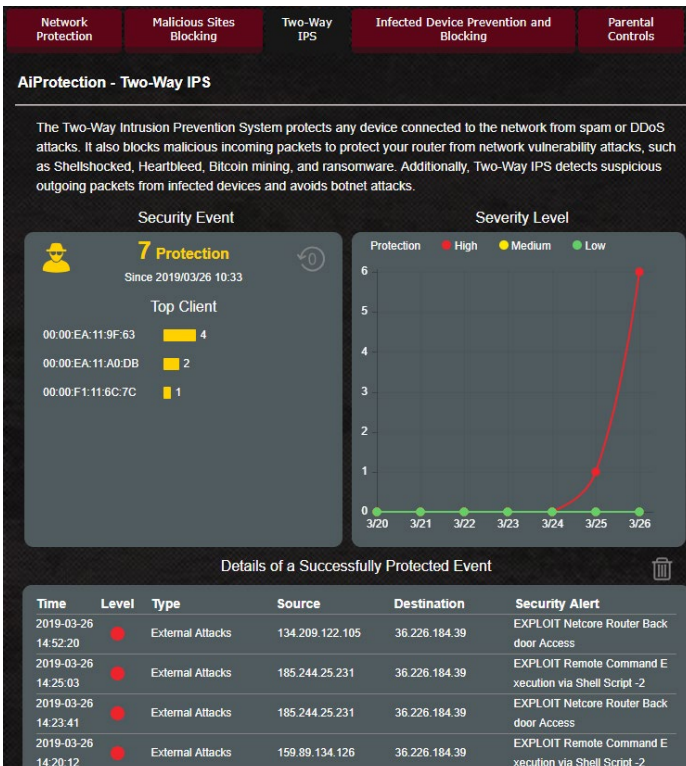 Network
Protection
Malicious Sites
Blocking
Two-Way
IPS
Infected Device Prevention and
Blocking
Parental
Controls
AiProtection - Two-Way IPS
The Two-Way Intrusion Prevention System protects any device connected to the network from spam or DDoS
attacks. It also blocks malicious incoming packets to protect your router from network vulnerability attacks, such
as Shellshocked, Heartbleed, Bitcoin mining, and ransomware. Additionally, Two-Way IPS detects suspicious
outgoing packets from infected devices and avoids botnet attacks.
Security Event
7 Protection
0
Since 2019/03/26 10:33
Top Client
00:00:EA:11:9F:63 4
00:00:EA:11:A0:DB 2
00:00:F1:11:6C:7C 1
Severity Level
Protection High Medium Low
6
5
4
3
2
1
0
3/20 3/21 3/22 3/23 3/24 3/25 3/26
Details of a Successfully Protected Event
Time Level Type Source Destination Security Alert
2019-03-26
14:52:20
External Attacks 134.209.122.105 36.226.184.39
EXPLOIT Netcore Router Back
door Access
2019-03-26
14:25:03
External Attacks 185.244.25.231 36.226.184.39
EXPLOIT Remote Command E
xecution via Shell Script -2
2019-03-26
14:23:41
External Attacks 185.244.25.231 36.226.184.39
EXPLOIT Netcore Router Back
door Access
2019-03-26
14:20:12
External Attacks 159.89.134.126 36.226.184.39
EXPLOIT Remote Command E
xecution via Shell Script -2